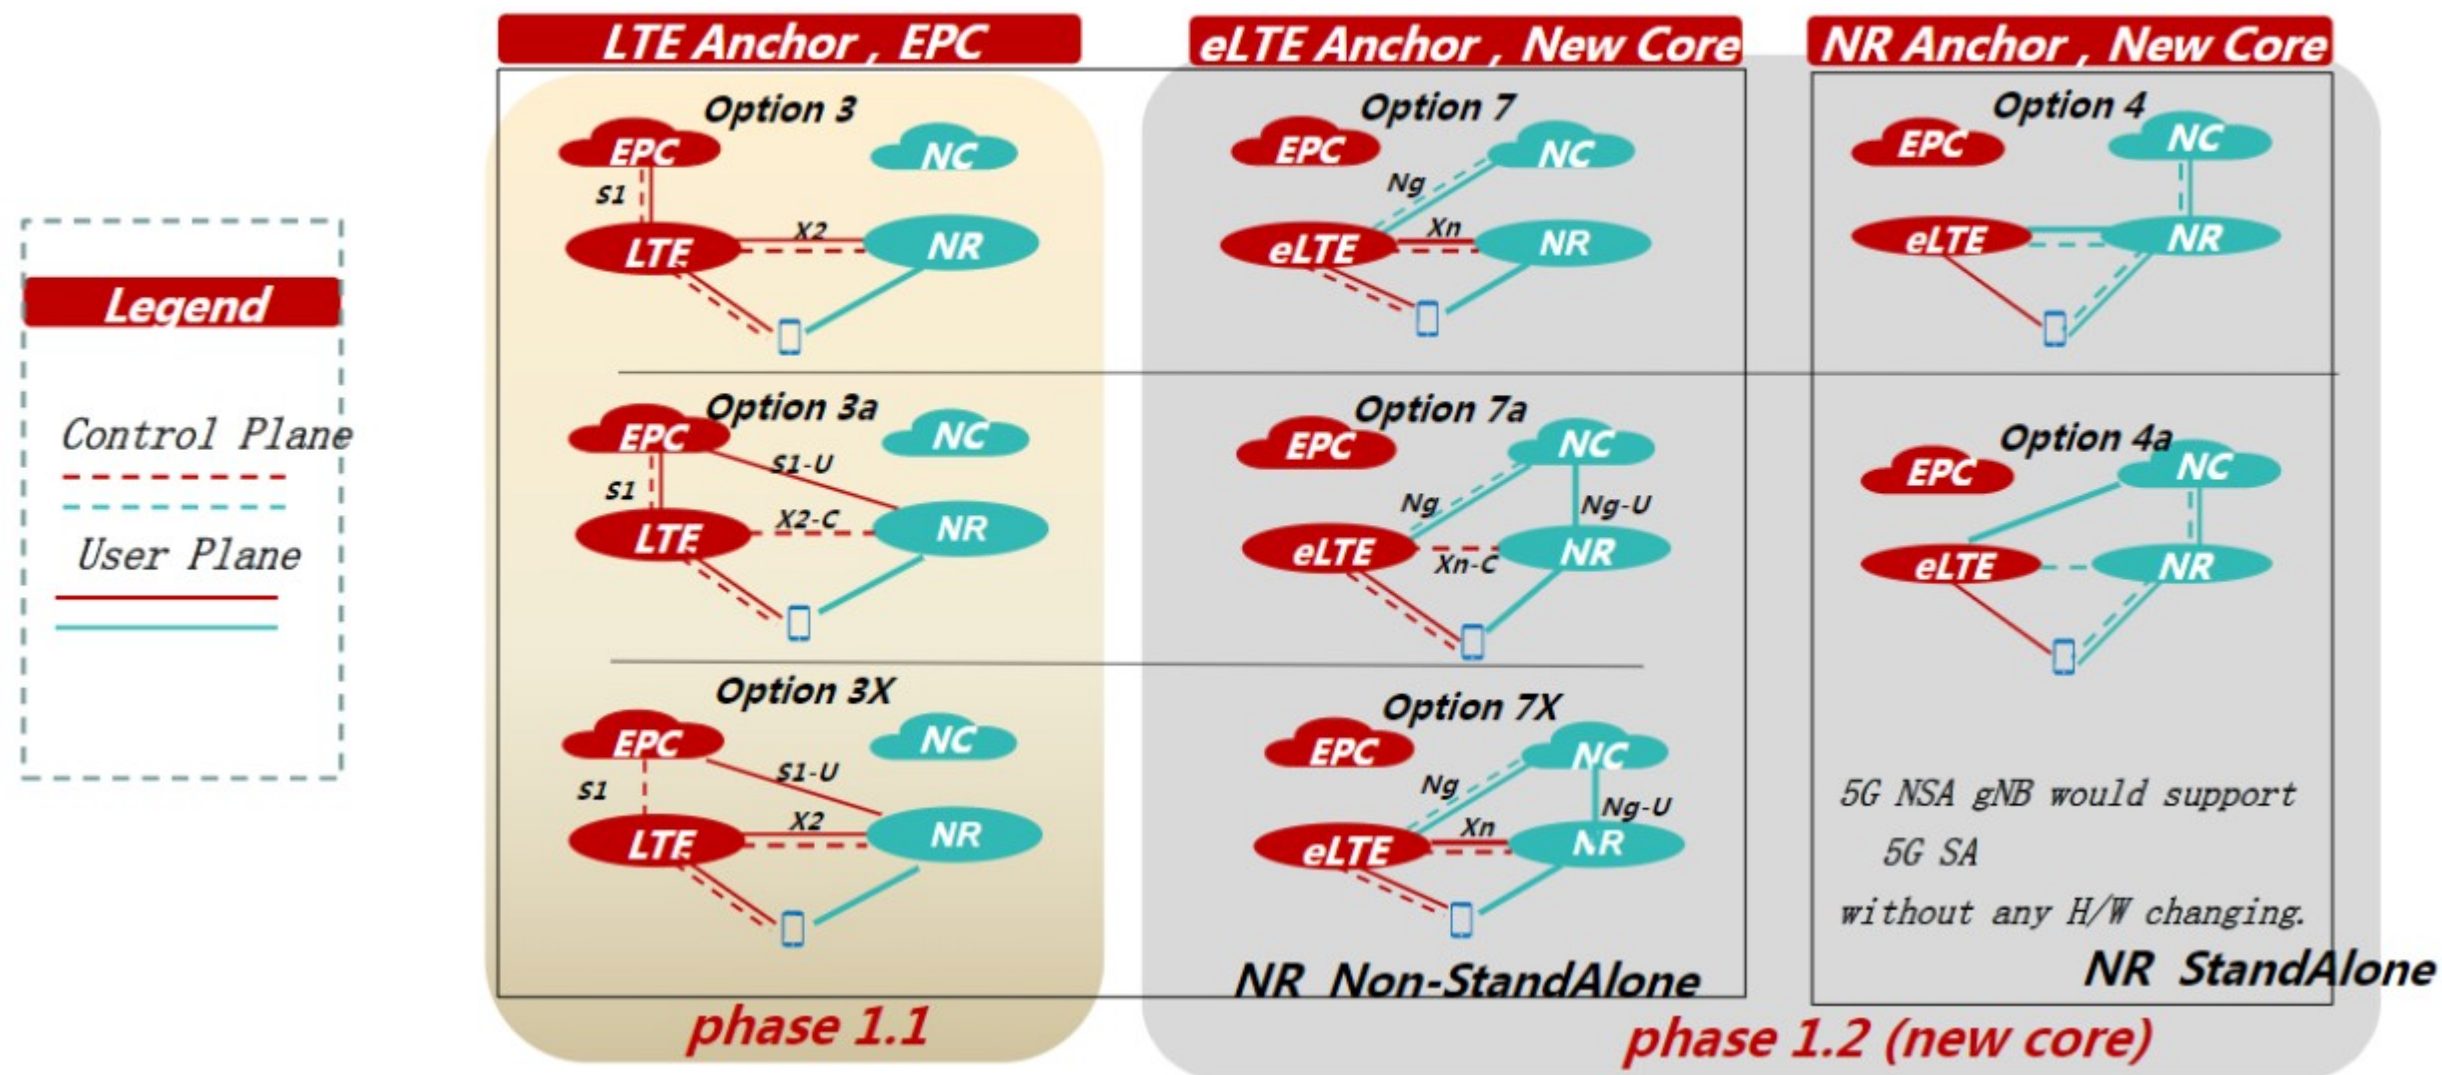 LTE Anchor , EPC
eLTE Anchor , New Core
NR Anchor , New Core
Legend
Control Plane
User Plane
Option 3
EPC
NC
S1
X2
LTE
NR
Option 3a
EPC
NC
S1-U
S1
X2-C
LTE
NR
Option 3X
EPC
NC
S1-U
S1
X2
LTE
NR
phase 1.1
Option 7
EPC
NC
Ng
Xn
eLTE
NR
Option 7a
EPC
NC
Ng
Ng-U
eLTE
NR
Xn-C
Option 7X
EPC
NC
Ng
Ng-U
Xn
eLTE
NR
NR Non-StandAlone
Option 4
EPC
NC
eLTE
NR
Option 4a
EPC
NC
eLTE
NR
5G NSA gNB would support
5G SA
without any H/W changing.
NR StandAlone
phase 1.2 (new core)